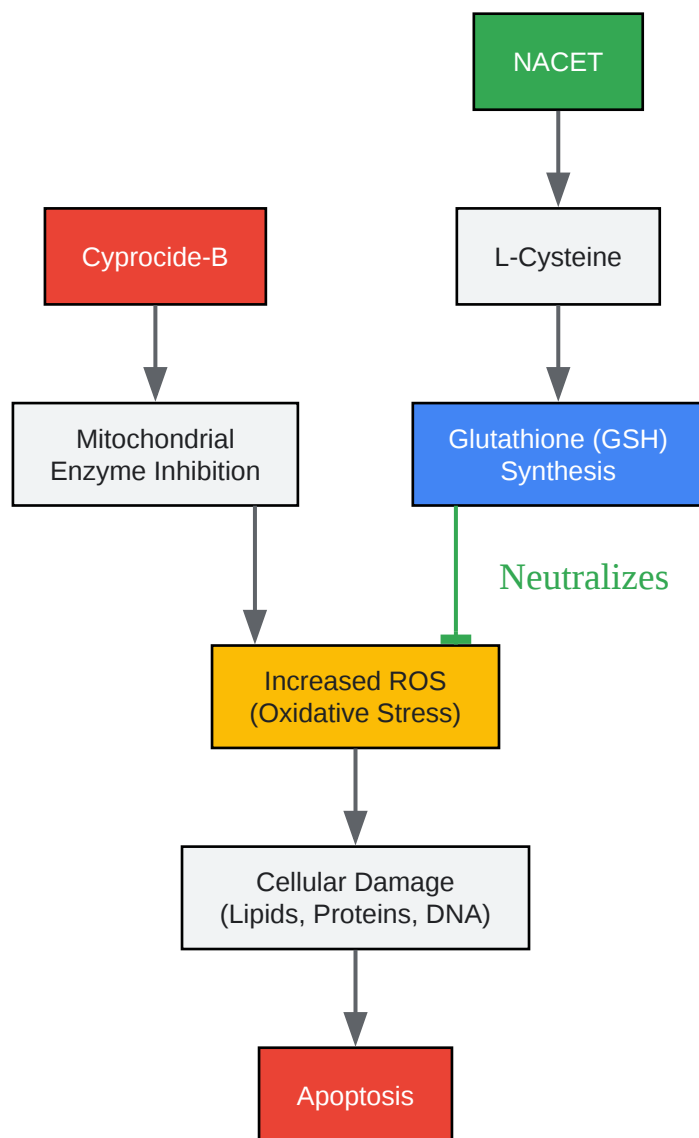 NACET
Cyprocide-B
L-Cysteine
Mitochondrial
Enzyme Inhibition
Glutathione (GSH)
Synthesis
Neutralizes
Increased ROS
(Oxidative Stress)
Cellular Damage
(Lipids, Proteins, DNA)
Apoptosis